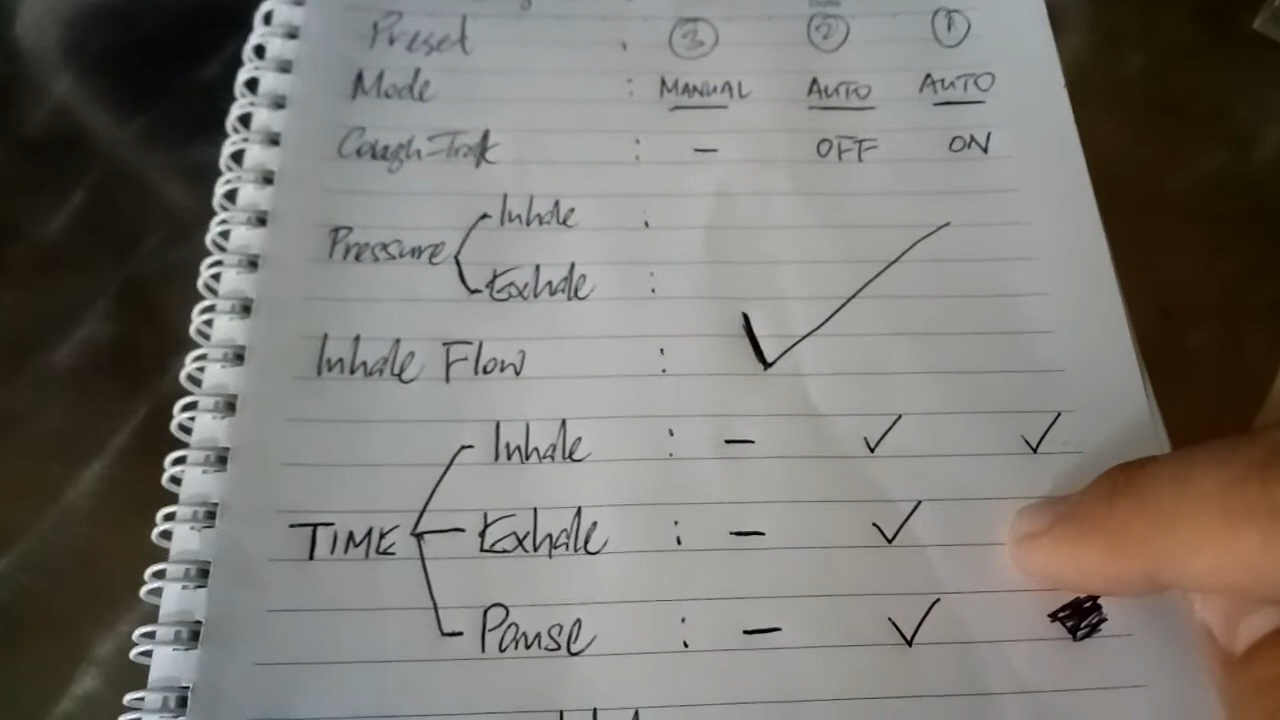 Preset : ③ ② ①
Mode : MANUAL AUTO AUTO
Cough-Trak : - OFF ON
Pressure
Inhale :
Exhale :
Inhale Flow : ✓
Inhale : - ✓ ✓
TIME
Exhale : - ✓
Pause : - ✓